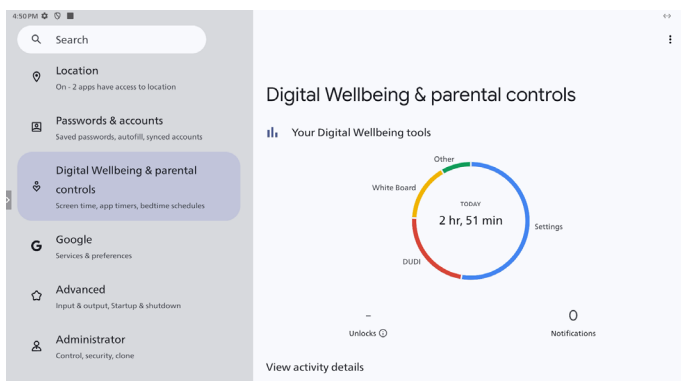 4:50 PM
Search
Location
On - 2 apps have access to location
Passwords & accounts
Saved passwords, autofill, synced accounts
Digital Wellbeing & parental
controls
Screen time, app timers, bedtime schedules
Google
Services & preferences
Advanced
Input & output, Startup & shutdown
Administrator
Control, security, clone
Digital Wellbeing & parental controls
Your Digital Wellbeing tools
Other
White Board
TODAY
2 hr, 51 min
Settings
DUDI
-
0
Unlocks
Notifications
View activity details